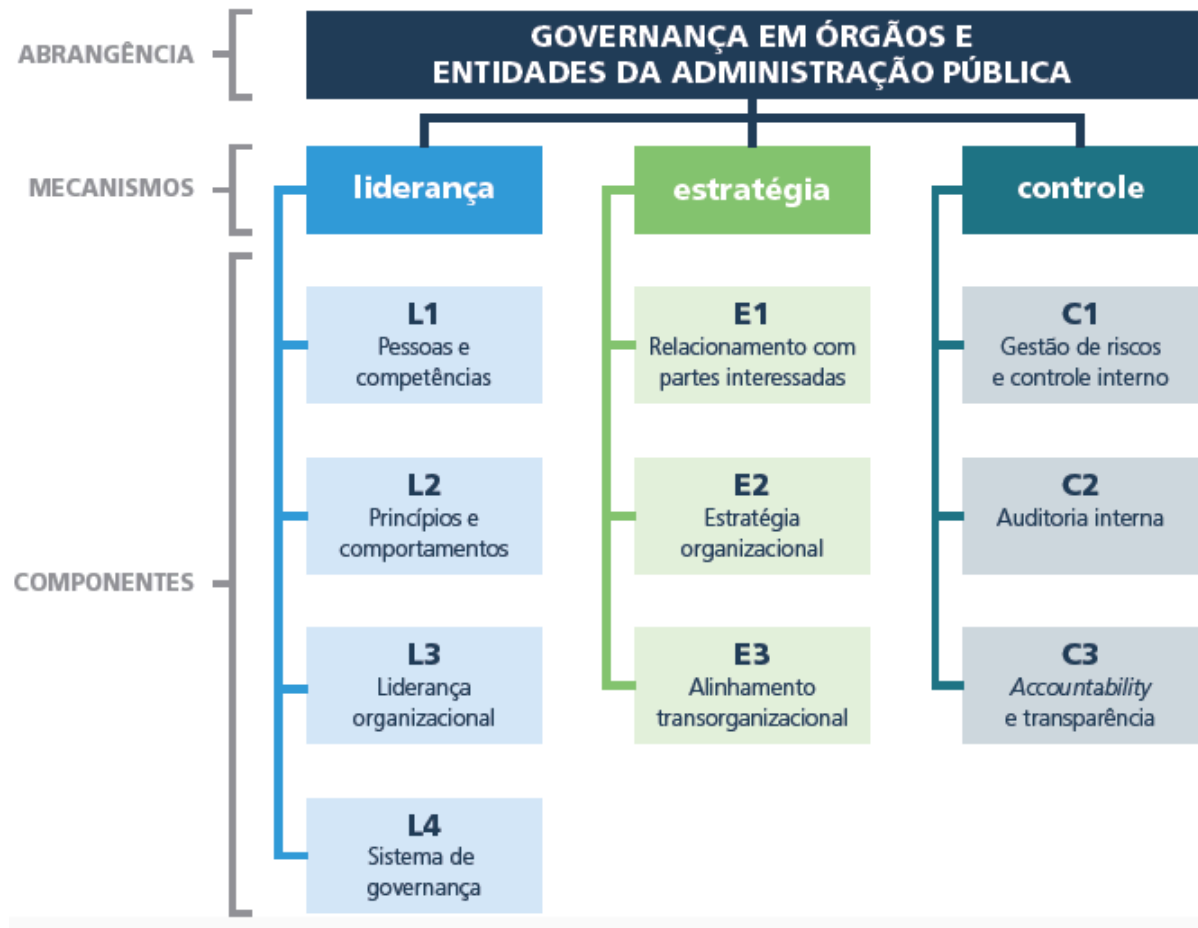 ABRANGÊNCIA
GOVERNANÇA EM ÓRGÃOS E
ENTIDADES DA ADMINISTRAÇÃO PÚBLICA
MECANISMOS
liderança
estratégia
controle
COMPONENTES
L1
Pessoas e
competências
L2
Princípios e
comportamentos
L3
Liderança
organizacional
L4
Sistema de
governança
E1
Relacionamento com
partes interessadas
E2
Estratégia
organizacional
E3
Alinhamento
transorganizacional
C1
Gestão de riscos
e controle interno
C2
Auditoria interna
C3
Accountability
e transparência